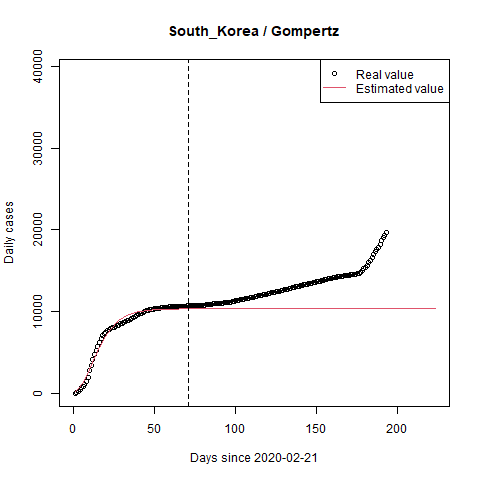 South_Korea / Gompertz
Real value
Estimated value
Daily cases
40000
30000
20000
10000
0
0 50 100 150 200
Days since 2020-02-21